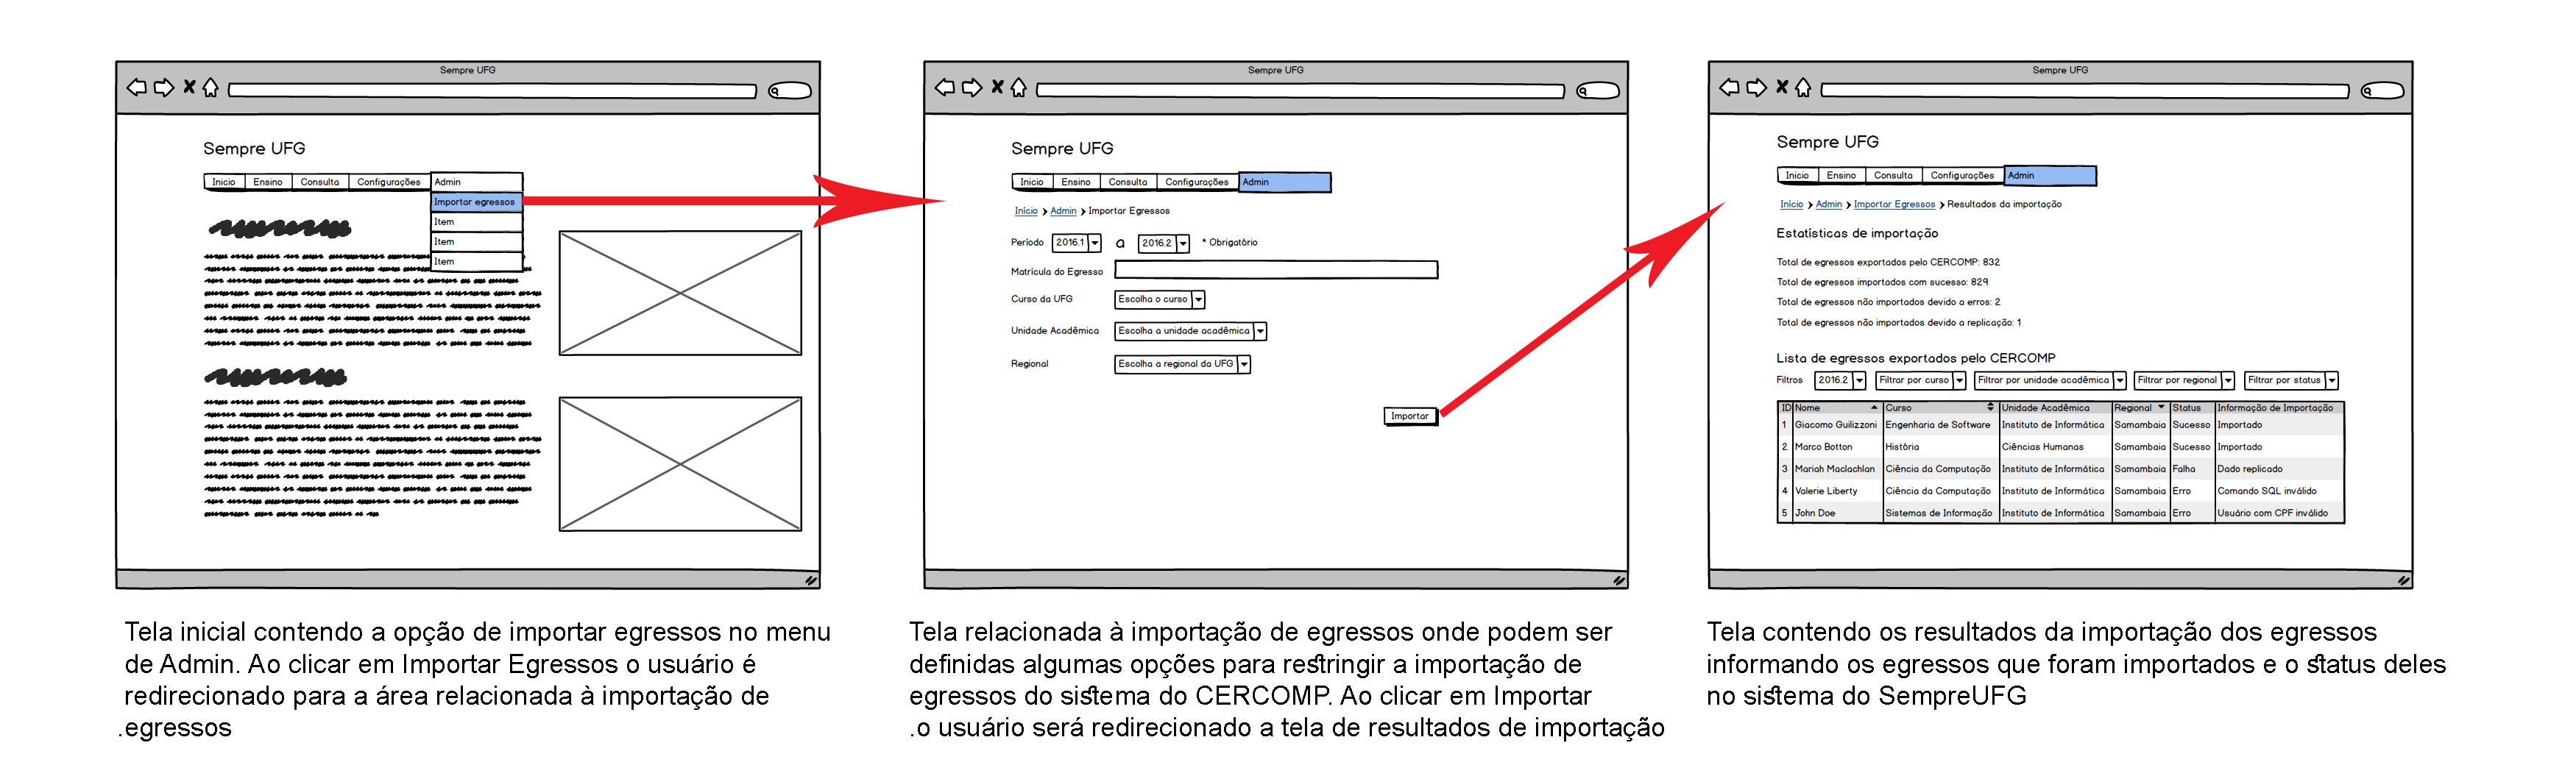 Sempre UFG
Sempre UFG
Inicio Ensino Consulta Configurações Admin
Importar egressos
Item
Item
Item
Tela inicial contendo a opção de importar egressos no menu
de Admin. Ao clicar em Importar Egressos o usuário é
redirecionado para a área relacionada à importação de
.egressos
Sempre UFG
Sempre UFG
Inicio Ensino Consulta Configurações Admin
Início > Admin > Importar Egressos
Período 2016.1 a 2016.2 * Obrigatório
Matrícula do Egresso
Curso da UFG Escolha o curso
Unidade Acadêmica Escolha a unidade acadêmica
Regional Escolha a regional da UFG
Importar
Tela relacionada à importação de egressos onde podem ser
definidas algumas opções para restringir a importação de
egressos do sistema do CERCOMP. Ao clicar em Importar
.o usuário será redirecionado a tela de resultados de importação
Sempre UFG
Sempre UFG
Inicio Ensino Consulta Configurações Admin
Início > Admin > Importar Egressos > Resultados da importação
Estatísticas de importação
Total de egressos exportados pelo CERCOMP: 832
Total de egressos importados com sucesso: 829
Total de egressos não importados devido a erros: 2
Total de egressos não importados devido a replicação: 1
Lista de egressos exportados pelo CERCOMP
Filtros 2016.2 Filtrar por curso Filtrar por unidade acadêmica Filtrar por regional Filtrar por status
ID Nome Curso Unidade Acadêmica Regional Status Informação de Importação
1 Giacomo Guilizzoni Engenharia de Software Instituto de Informática Samambaia Sucesso Importado
2 Marco Botton História Ciências Humanas Samambaia Sucesso Importado
3 Mariah Maclachlan Ciência da Computação Instituto de Informática Samambaia Falha Dado replicado
4 Valerie Liberty Ciência da Computação Instituto de Informática Samambaia Erro Comando SQL inválido
5 John Doe Sistemas de Informação Instituto de Informática Samambaia Erro Usuário com CPF inválido
Tela contendo os resultados da importação dos egressos
informando os egressos que foram importados e o status deles
no sistema do SempreUFG